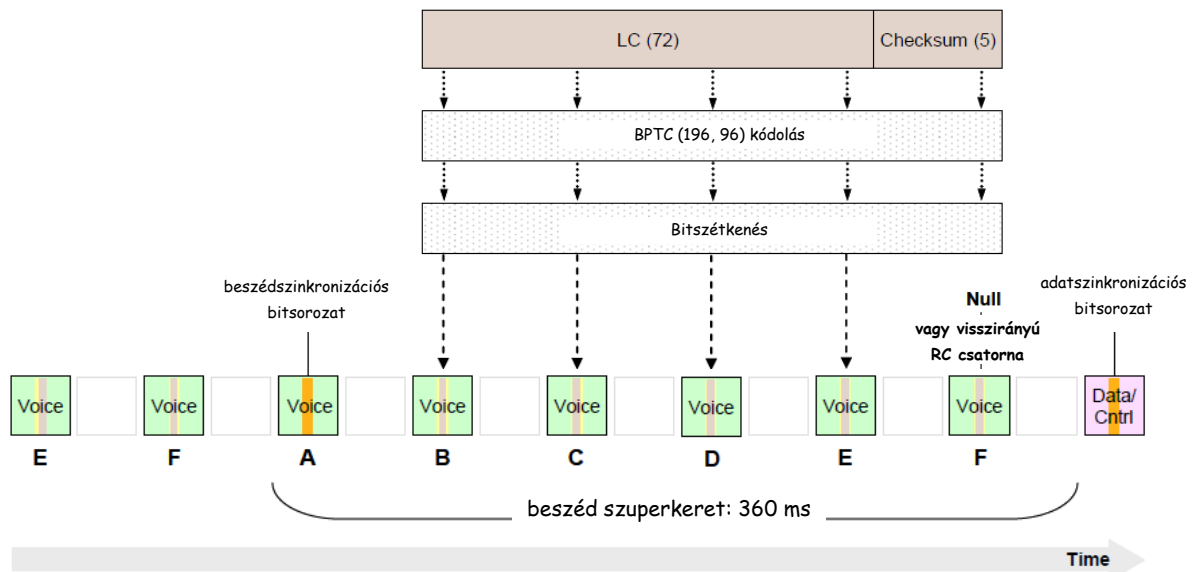 LC (72)
Checksum (5)
BPTC (196, 96) kódolás
Bitszétkenés
beszédszinkronizációs
bitsorozat
Null
vagy visszirányú
RC csatorna
adatszinkronizációs
bitsorozat
Voice
Voice
Voice
Voice
Voice
Voice
Voice
Voice
Data/
Cntrl
E
F
A
B
C
D
E
F
beszéd szuperkeret: 360 ms
Time